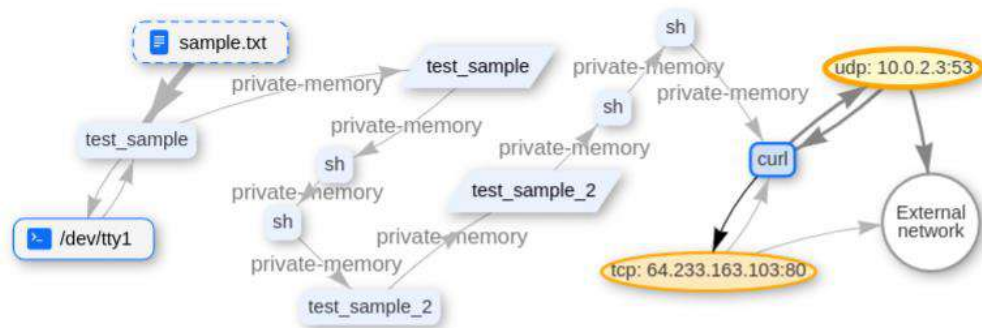 sh
sample.txt
test_sample
udp: 10.0.2.3:53
private-memory
private-memory
sh
private-memory
test_sample
private-memory
sh
curl
private-memory
test_sample_2
sh
External
network
/dev/tty1
private-memory
private-memory
tcp: 64.233.163.103:80
test_sample_2